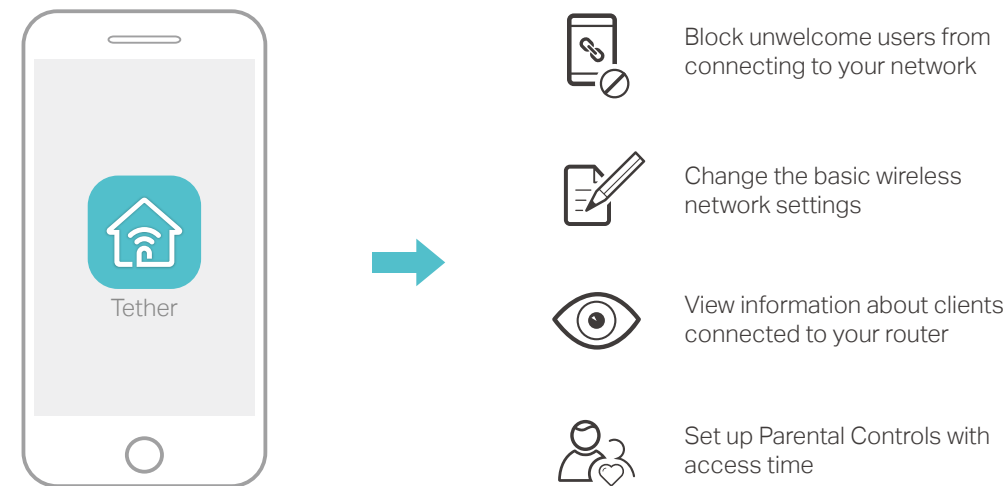 Tether
Block unwelcome users from
connecting to your network
Change the basic wireless
network settings
View information about clients
connected to your router
Set up Parental Controls with
access time